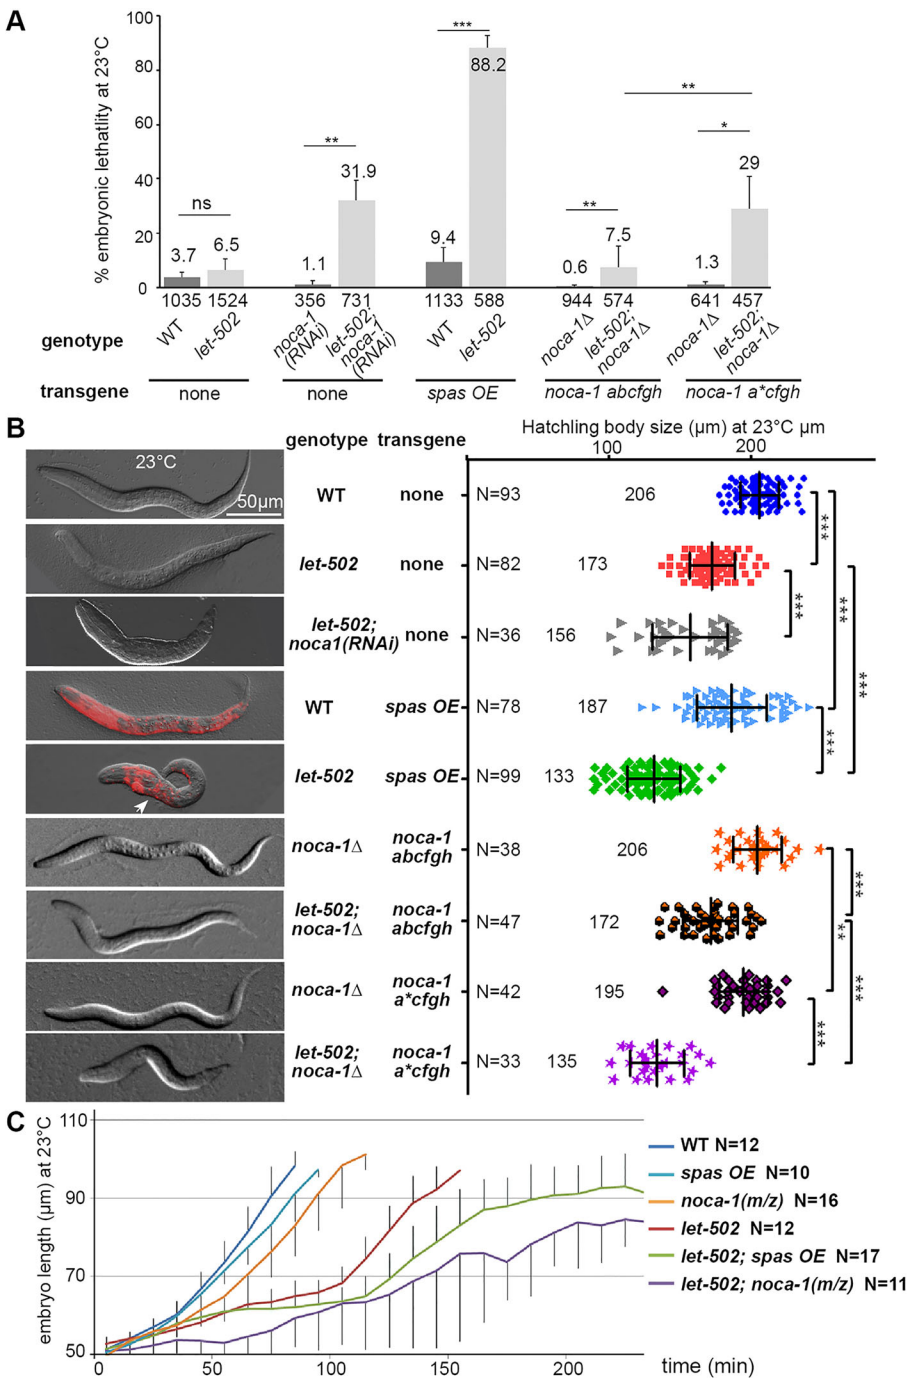 A
% embryonic lethatlity at 23°C
100
80
60
40
20
0
3.7
ns
6.5
1.1
**
31.9
9.4
***
88.2
0.6
**
7.5
1.3
*
29
**
1035 1524 356 731 1133 588 944 574 641 457
genotype
WT
let-502
noca-1
(RNAi)
let-502;
noca-1
(RNAi)
WT
let-502
noca-1Δ
let-502;
noca-1Δ
noca-1Δ
let-502;
noca-1Δ
transgene none none spas OE noca-1 abcfgh noca-1 a*cfgh
B
genotype transgene
Hatchling body size (µm) at 23°C µm
100 200
23°C
50µm
WT none N=93 206
let-502 none N=82 173
let-502;
noca1(RNAi) none N=36 156
WT spas OE N=78 187
let-502 spas OE N=99 133
noca-1Δ noca-1
abcfgh N=38 206
let-502;
noca-1Δ noca-1
abcfgh N=47 172
noca-1Δ noca-1
a*cfgh N=42 195
let-502;
noca-1Δ noca-1
a*cfgh N=33 135
***
***
***
***
***
***
**
***
***
C
embryo length (µm) at 23°C
110
90
70
50
0 50 100 150 200
time (min)
WT N=12
spas OE N=10
noca-1(m/z) N=16
let-502 N=12
let-502; spas OE N=17
let-502; noca-1(m/z) N=11